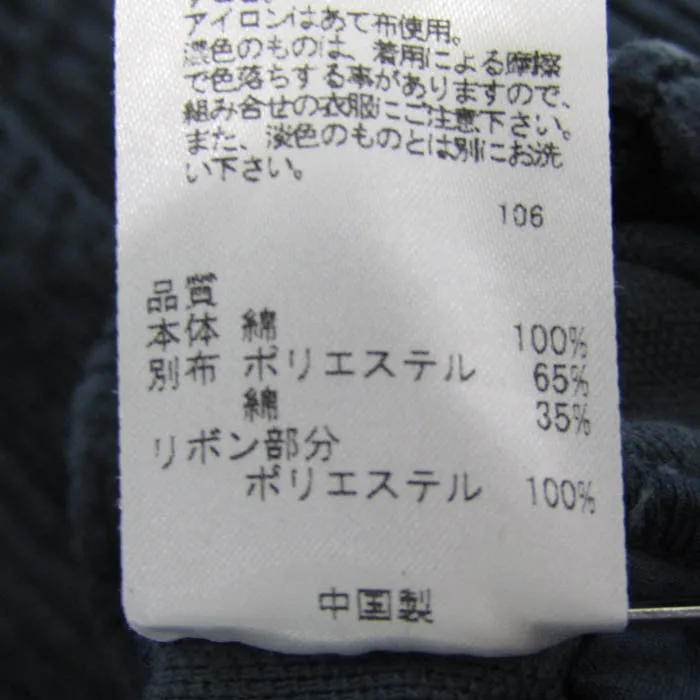 アイロンはあて布使用。
濃色のものは、着用による摩擦
で色落ちする事がありますので、
組み合せの衣服にご注意下さい。
また、淡色のものとは別にお洗
い下さい。
106
品質
本体 綿 100%
別布 ポリエステル 65%
綿 35%
リボン部分
ポリエステル 100%
中国製